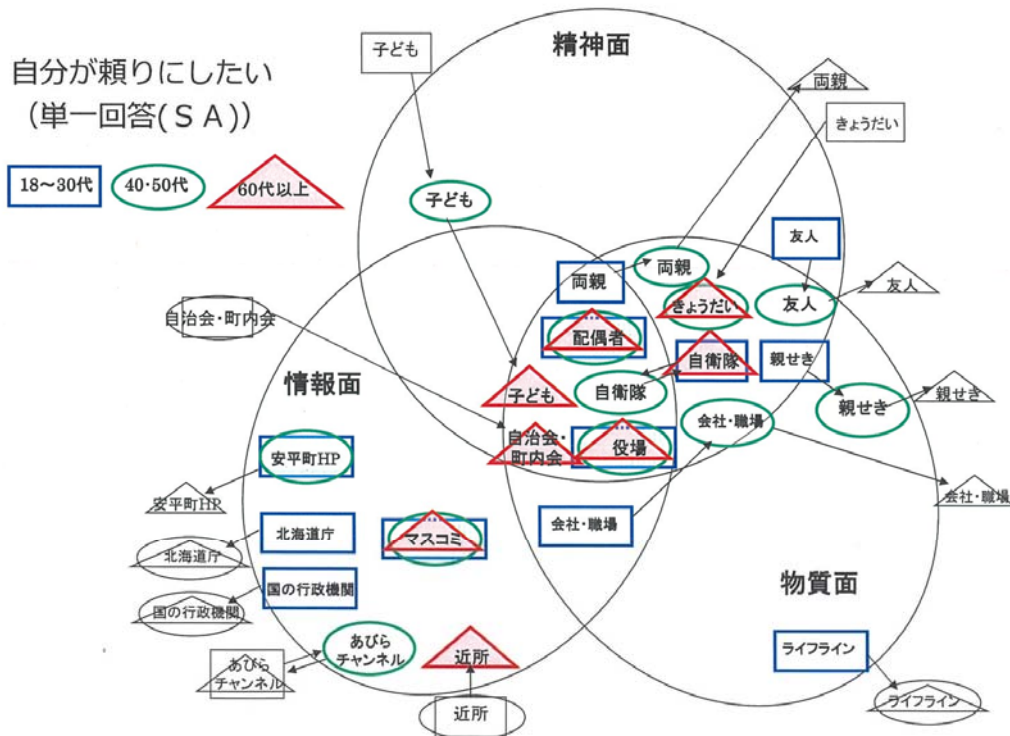 精神面
子ども
自分が頼りにしたい
（単一回答(ＳＡ)）
両親
きょうだい
18～30代
40・50代
60代以上
子ども
友人
両親
両親
友人
きょうだい
友人
自治会・町内会
配偶者
自衛隊
親せき
情報面
子ども
自衛隊
親せき
親せき
会社・職場
自治会・
町内会
役場
安平町HP
安平町HP
会社・職場
北海道庁
マスコミ
会社・職場
北海道庁
国の行政機関
物質面
国の行政機関
あびら
チャンネル
近所
ライフライン
あびら
チャンネル
近所
ライフライン